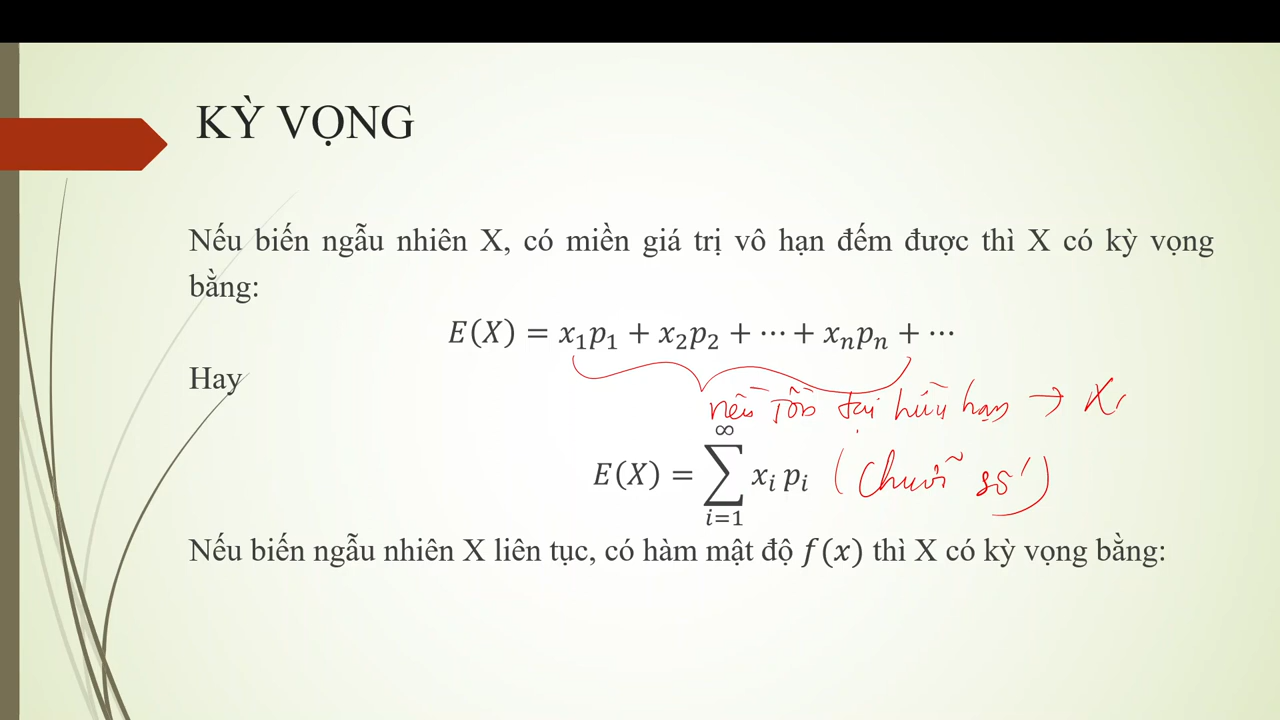 KỲ VỌNG
Nếu biến ngẫu nhiên X, có miền giá trị vô hạn đếm được thì X có kỳ vọng
bằng:
E(X) = x₁p₁ + x₂p₂ + ⋯ + xₙpₙ + ⋯
Hay
nếu tồn tại hữu hạn → X
E(X) = ∑_{i=1}^{∞} xᵢ pᵢ (chuỗi số)
Nếu biến ngẫu nhiên X liên tục, có hàm mật độ f(x) thì X có kỳ vọng bằng: